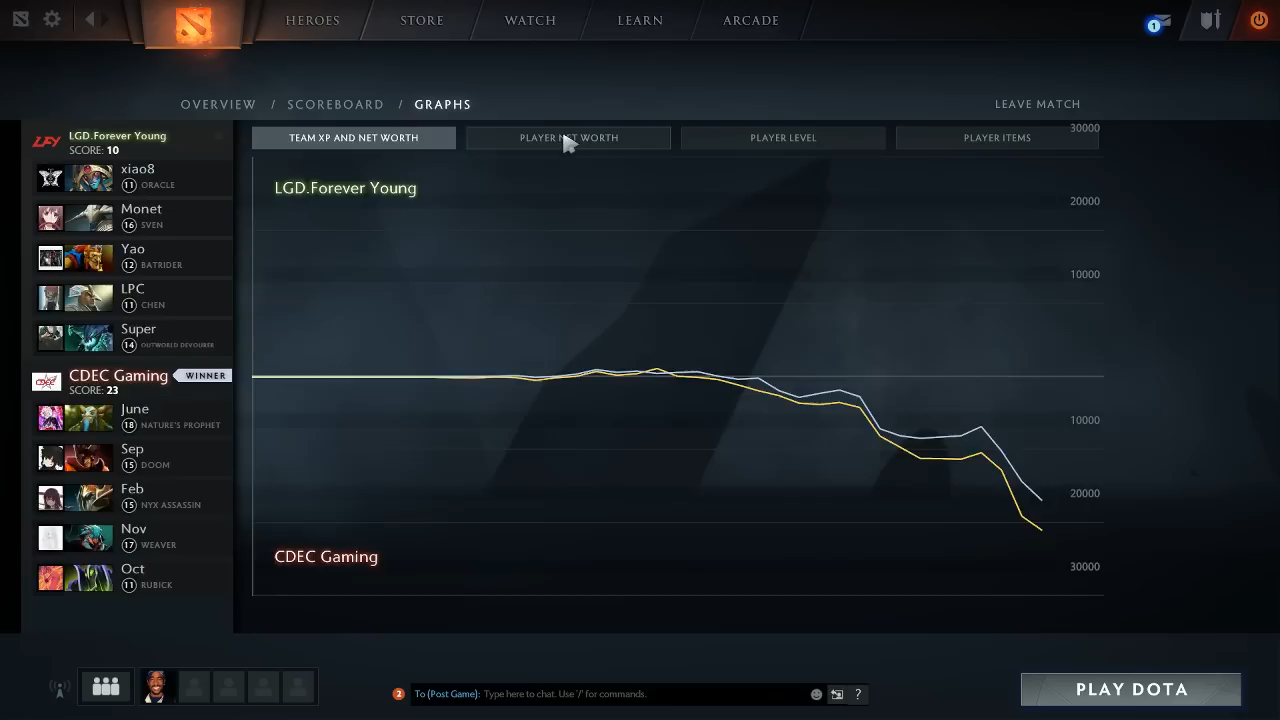 HEROES
STORE
WATCH
LEARN
ARCADE
1
OVERVIEW / SCOREBOARD / GRAPHS
LEAVE MATCH
LFY
LGD.Forever Young
SCORE: 10
xiao8
11 ORACLE
Monet
16 SVEN
Yao
12 BATRIDER
LPC
11 CHEN
Super
14 OUTWORLD DEVOURER
CDEC Gaming
WINNER
SCORE: 23
June
18 NATURE'S PROPHET
Sep
15 DOOM
Feb
15 NYX ASSASSIN
Nov
17 WEAVER
Oct
11 RUBICK
TEAM XP AND NET WORTH
PLAYER NET WORTH
PLAYER LEVEL
PLAYER ITEMS
LGD.Forever Young
30000
20000
10000
10000
20000
30000
CDEC Gaming
2
To (Post Game): Type here to chat. Use '/' for commands.
?
PLAY DOTA